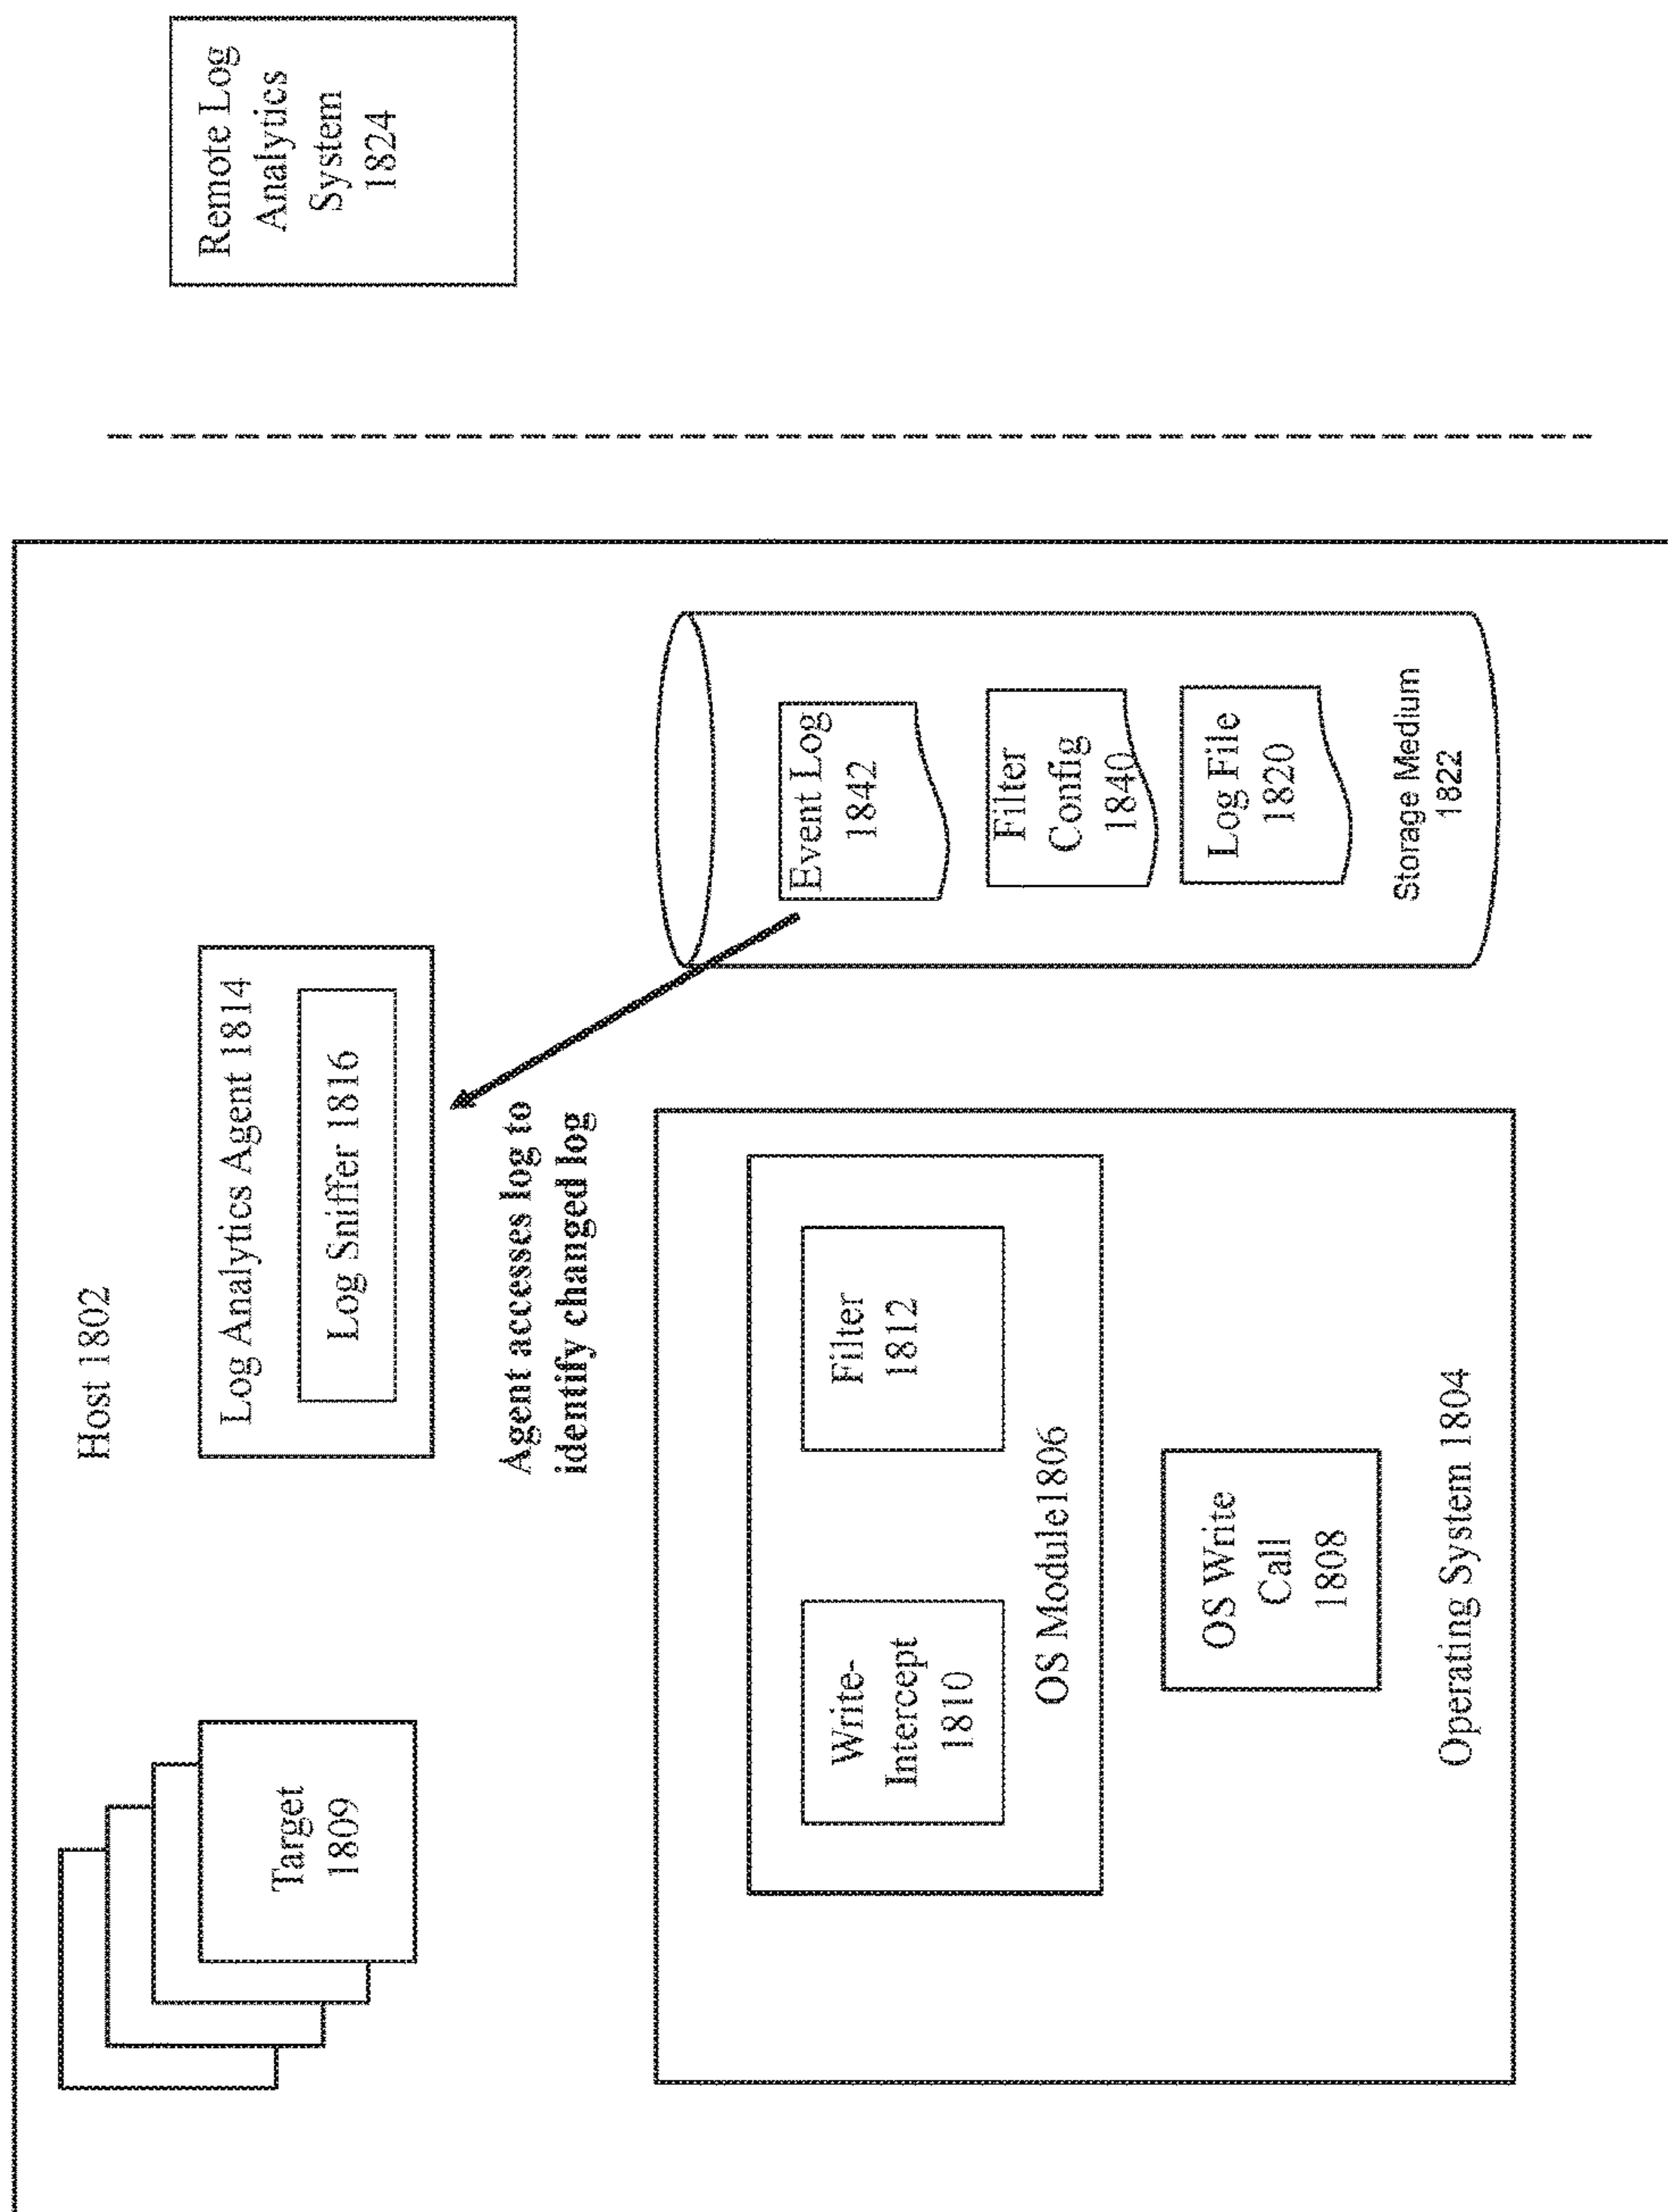 Host 1802
Target
1809
Log Analytics Agent 1814
Log Sniffer 1816
Remote Log
Analytics
System
1824
Agent accesses log to
identify changed log
Write-
Intercept
1810
Filter
1812
OS Module1806
OS Write
Call
1808
Operating System 1804
Event Log
1842
Filter
Config
1840
Log File
1820
Storage Medium
1822